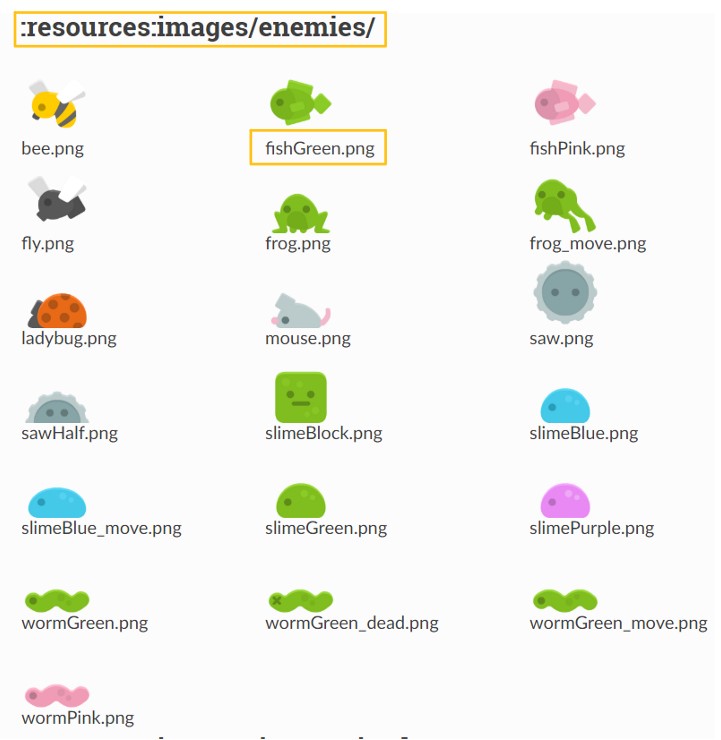 :resources:images/enemies/
bee.png
fishGreen.png
fishPink.png
fly.png
frog.png
frog_move.png
ladybug.png
mouse.png
saw.png
sawHalf.png
slimeBlock.png
slimeBlue.png
slimeBlue_move.png
slimeGreen.png
slimePurple.png
wormGreen.png
wormGreen_dead.png
wormGreen_move.png
wormPink.png